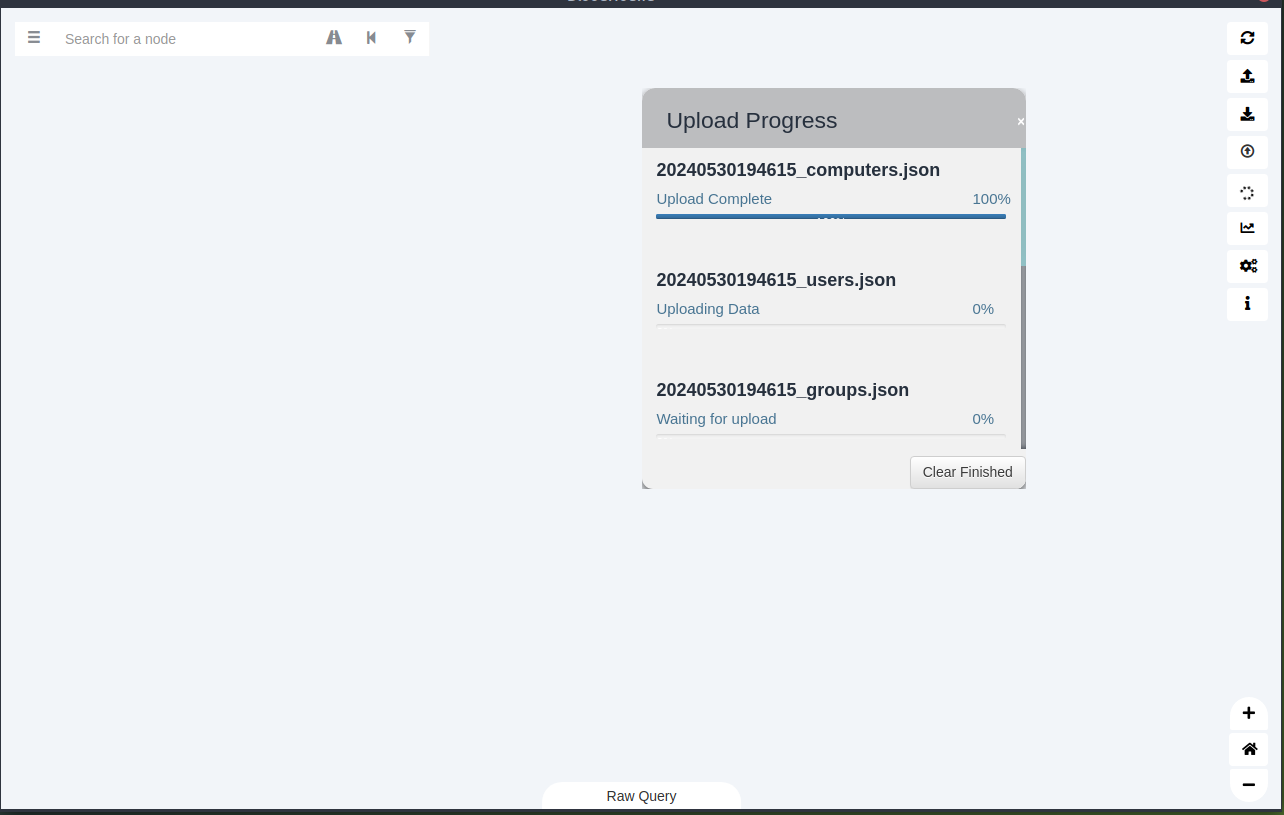 Search for a node
Upload Progress
×
20240530194615_computers.json
Upload Complete 100%
20240530194615_users.json
Uploading Data 0%
20240530194615_groups.json
Waiting for upload 0%
Clear Finished
Raw Query